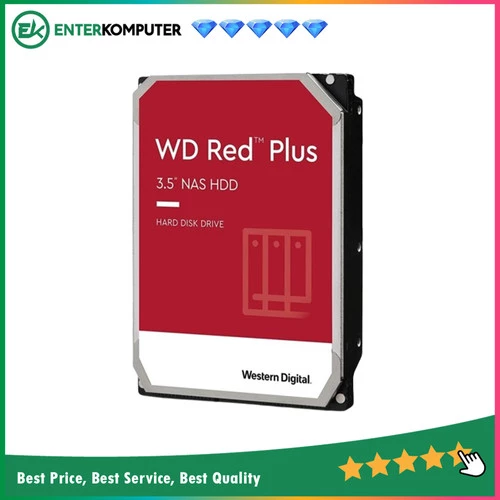 EK ENTERKOMPUTER
WD Red™ Plus
3.5" NAS HDD
HARD DISK DRIVE
Western Digital.
Best Price, Best Service, Best Quality